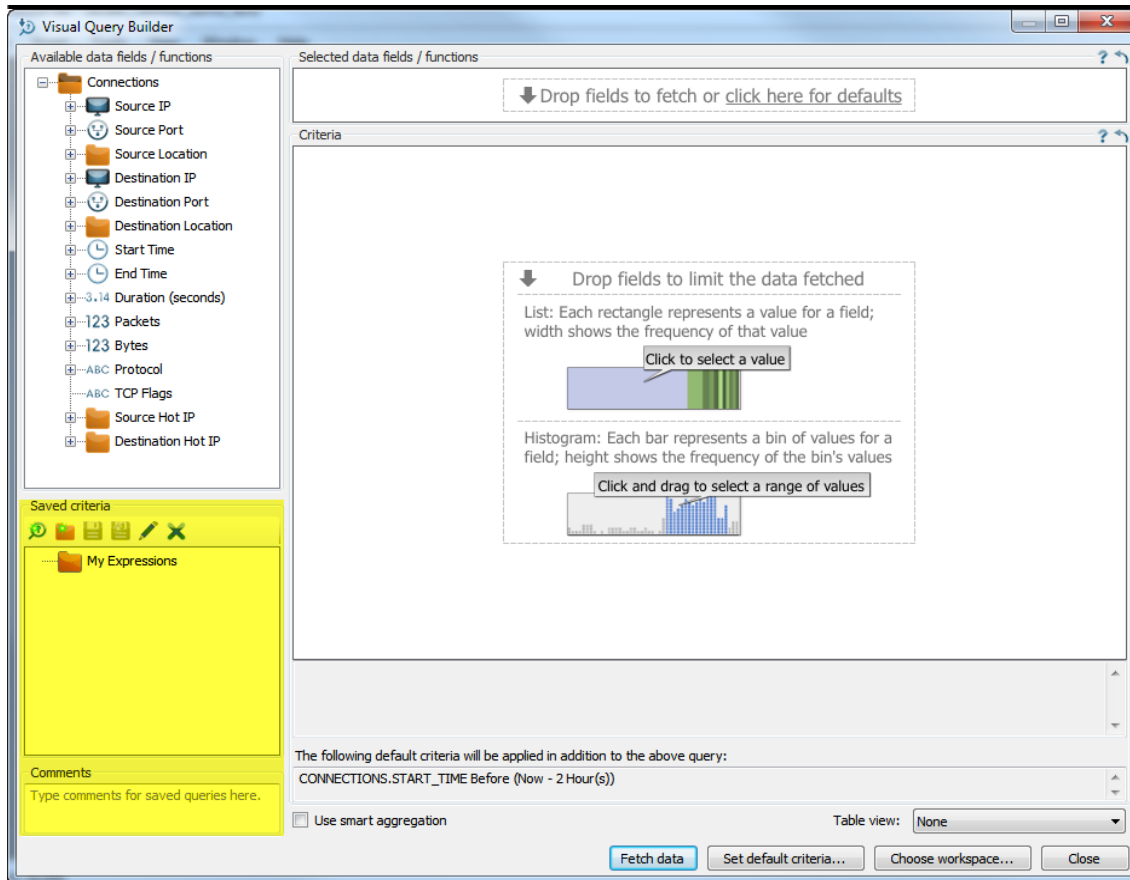 Visual Query Builder
Available data fields / functions
Connections
Source IP
Source Port
Source Location
Destination IP
Destination Port
Destination Location
Start Time
End Time
3.14 Duration (seconds)
123 Packets
123 Bytes
ABC Protocol
ABC TCP Flags
Source Hot IP
Destination Hot IP
Saved criteria
My Expressions
Comments
Type comments for saved queries here.
Selected data fields / functions
?
Drop fields to fetch or click here for defaults
Criteria
?
Drop fields to limit the data fetched
List: Each rectangle represents a value for a field;
width shows the frequency of that value
Click to select a value
Histogram: Each bar represents a bin of values for a
field; height shows the frequency of the bin's values
Click and drag to select a range of values
The following default criteria will be applied in addition to the above query:
CONNECTIONS.START_TIME Before (Now - 2 Hour(s))
Use smart aggregation
Table view: None
Fetch data
Set default criteria...
Choose workspace...
Close